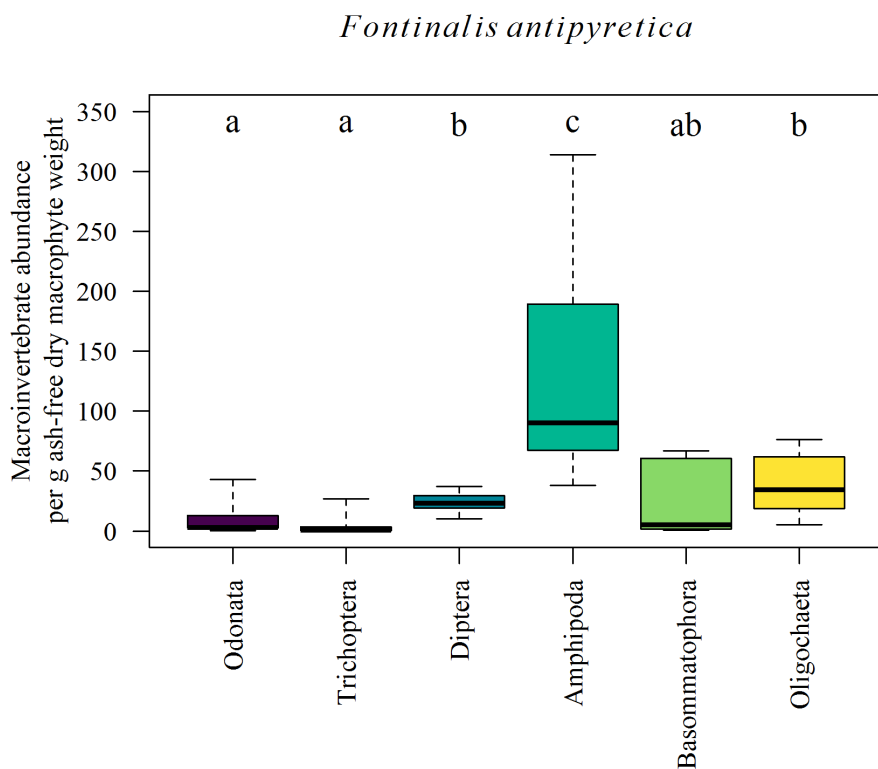 Fontinalis antipyretica
Macroinvertebrate abundance
per g ash-free dry macrophyte weight
350
300
250
200
150
100
50
0
a a b c ab b
Odonata
Trichoptera
Diptera
Amphipoda
Basommatophora
Oligochaeta